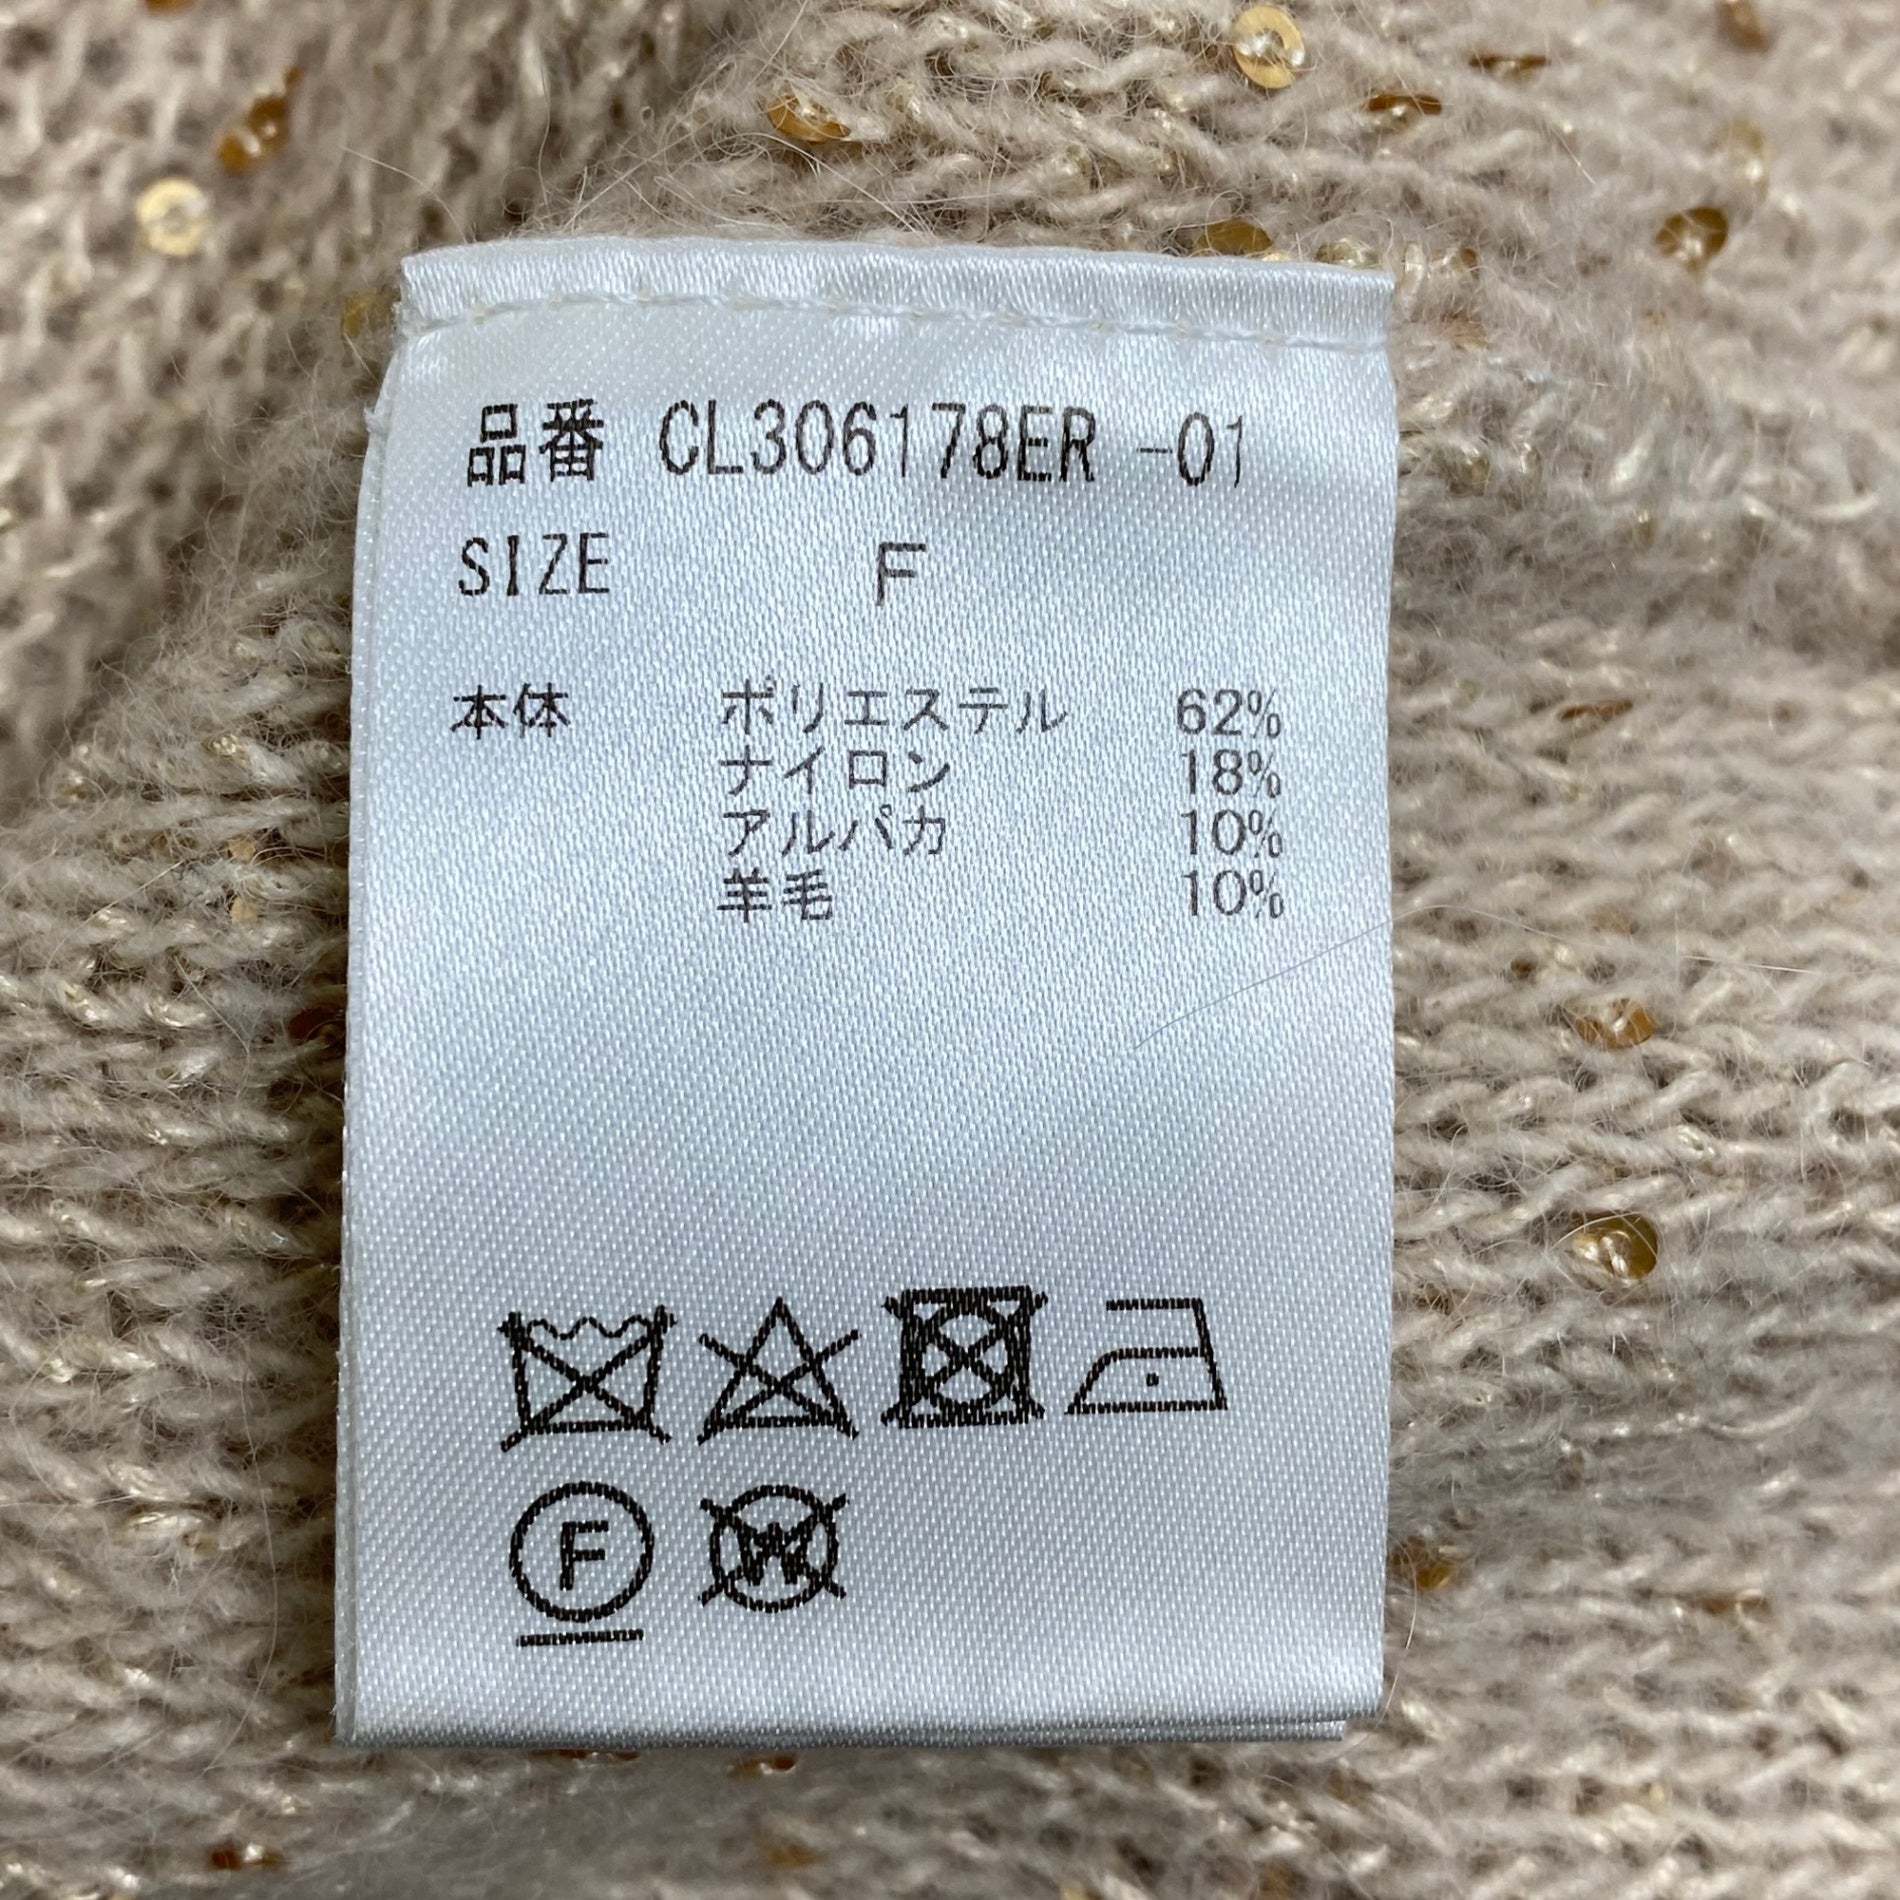 品番 CL306178ER -01
SIZE F
本体 ポリエステル 62%
ナイロン 18%
アルパカ 10%
羊毛 10%
F
W